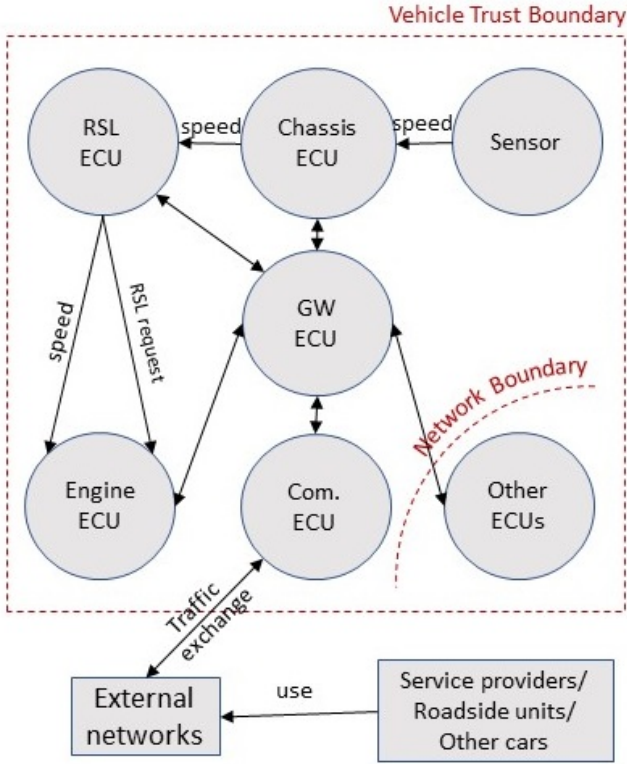 Vehicle Trust Boundary
RSL
ECU
speed
Chassis
ECU
speed
Sensor
GW
ECU
speed
RSL request
Network Boundary
Engine
ECU
Com.
ECU
Other
ECUs
Traffic
exchange
External
networks
use
Service providers/
Roadside units/
Other cars